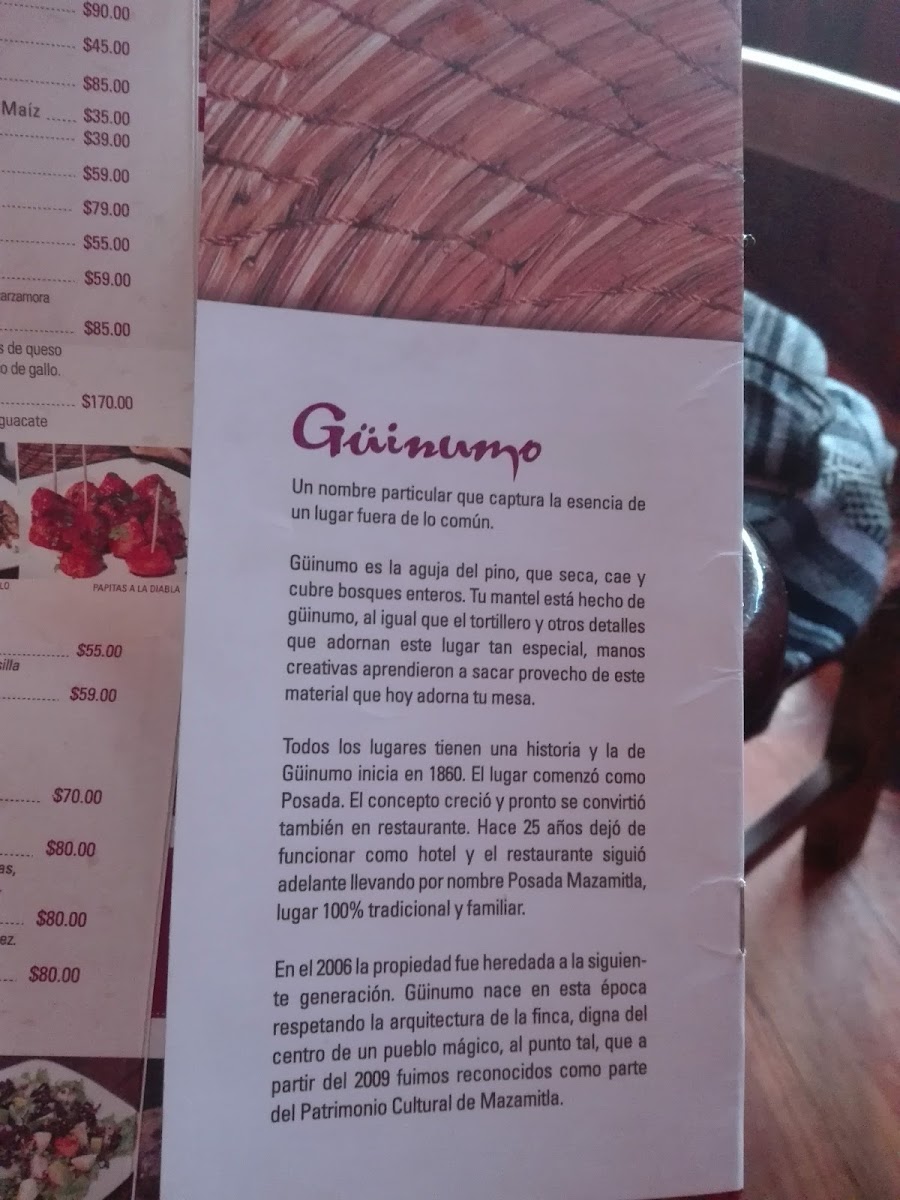 $90.00
$45.00
$85.00
Maíz ..... $35.00
$39.00
$59.00
$79.00
$55.00
$59.00
arzamora
$85.00
s de queso
o de gallo.
$170.00
guacate
LO
PAPITAS A LA DIABLA
$55.00
silla
$59.00
$70.00
$80.00
as,
$80.00
ez.
$80.00
Güinumo
Un nombre particular que captura la esencia de
un lugar fuera de lo común.
Güinumo es la aguja del pino, que seca, cae y
cubre bosques enteros. Tu mantel está hecho de
güinumo, al igual que el tortillero y otros detalles
que adornan este lugar tan especial, manos
creativas aprendieron a sacar provecho de este
material que hoy adorna tu mesa.
Todos los lugares tienen una historia y la de
Güinumo inicia en 1860. El lugar comenzó como
Posada. El concepto creció y pronto se convirtió
también en restaurante. Hace 25 años dejó de
funcionar como hotel y el restaurante siguió
adelante llevando por nombre Posada Mazamitla,
lugar 100% tradicional y familiar.
En el 2006 la propiedad fue heredada a la siguien-
te generación. Güinumo nace en esta época
respetando la arquitectura de la finca, digna del
centro de un pueblo mágico, al punto tal, que a
partir del 2009 fuimos reconocidos como parte
del Patrimonio Cultural de Mazamitla.